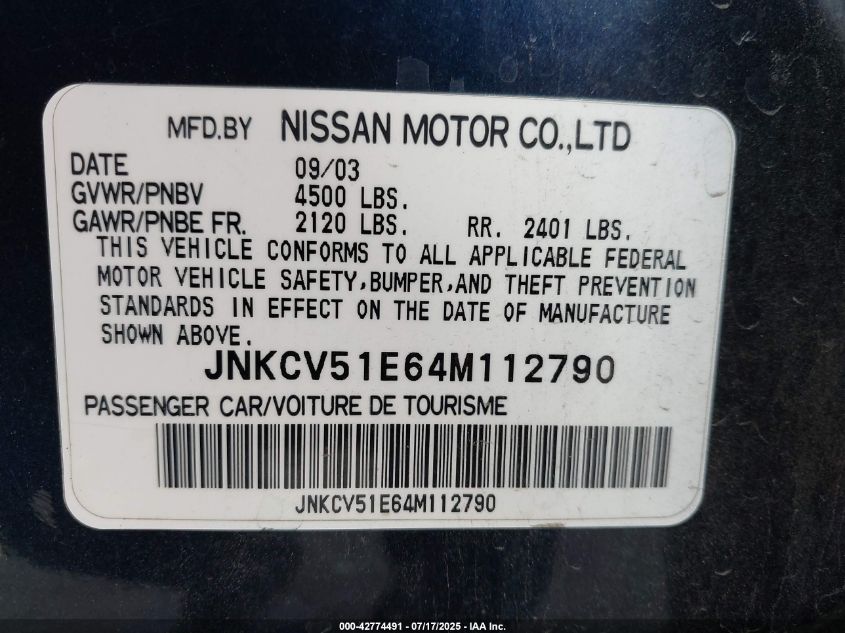 MFD.BY NISSAN MOTOR CO.,LTD
DATE 09/03
GVWR/PNBV 4500 LBS.
GAWR/PNBE FR. 2120 LBS. RR. 2401 LBS.
THIS VEHICLE CONFORMS TO ALL APPLICABLE FEDERAL
MOTOR VEHICLE SAFETY,BUMPER,AND THEFT PREVENTION
STANDARDS IN EFFECT ON THE DATE OF MANUFACTURE
SHOWN ABOVE.
JNKCV51E64M112790
PASSENGER CAR/VOITURE DE TOURISME
JNKCV51E64M112790
000-42774491 - 07/17/2025 - IAA Inc.